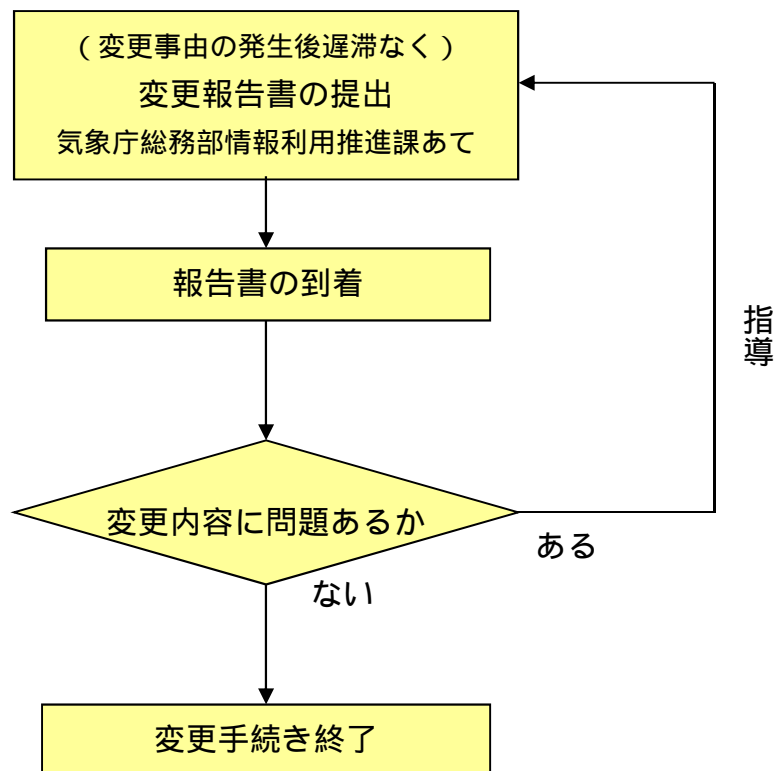 （変更事由の発生後遅滞なく）
変更報告書の提出
気象庁総務部情報利用推進課あて
報告書の到着
指導
変更内容に問題あるか
ある
ない
変更手続き終了